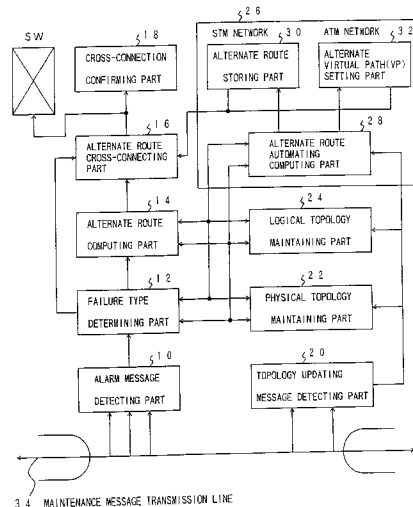 26
SW
18
CROSS-CONNECTION
CONFIRMING PART
STM NETWORK
30
ALTERNATE ROUTE
STORING PART
ATM NETWORK
32
ALTERNATE
VIRTUAL PATH(VP)
SETTING PART
16
ALTERNATE ROUTE
CROSS-CONNECTING
PART
28
ALTERNATE ROUTE
AUTOMATING
COMPUTING PART
14
ALTERNATE ROUTE
COMPUTING PART
24
LOGICAL TOPOLOGY
MAINTAINING PART
12
FAILURE TYPE
DETERMINING PART
22
PHYSICAL TOPOLOGY
MAINTAINING PART
10
ALARM MESSAGE
DETECTING PART
20
TOPOLOGY UPDATING
MESSAGE DETECTING PART
34 MAINTENANCE MESSAGE TRANSMISSION LINE